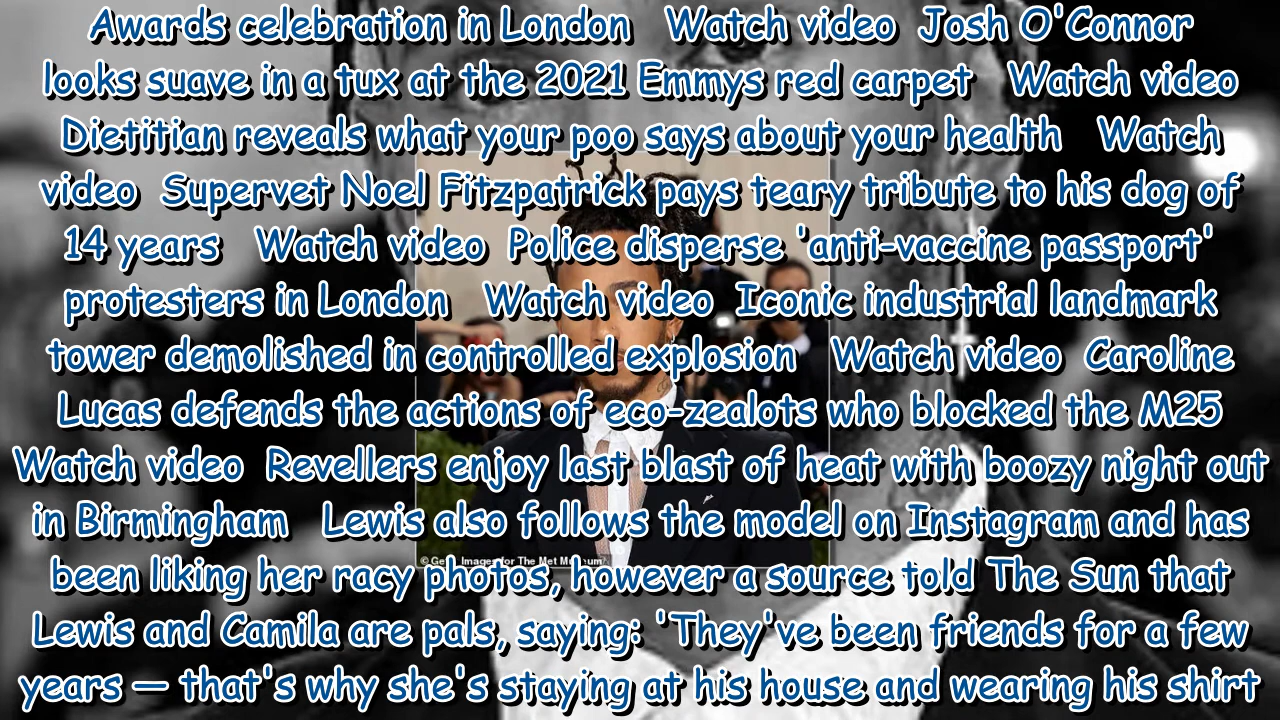 Awards celebration in London Watch video Josh O'Connor
looks suave in a tux at the 2021 Emmys red carpet Watch video
Dietitian reveals what your poo says about your health Watch
video Supervet Noel Fitzpatrick pays teary tribute to his dog of
14 years Watch video Police disperse 'anti-vaccine passport'
protesters in London Watch video Iconic industrial landmark
tower demolished in controlled explosion Watch video Caroline
Lucas defends the actions of eco-zealots who blocked the M25
Watch video Revellers enjoy last blast of heat with boozy night out
in Birmingham Lewis also follows the model on Instagram and has
© Getty Images for The Met Museum/
been liking her racy photos, however a source told The Sun that
Lewis and Camila are pals, saying: 'They've been friends for a few
years — that's why she's staying at his house and wearing his shirt